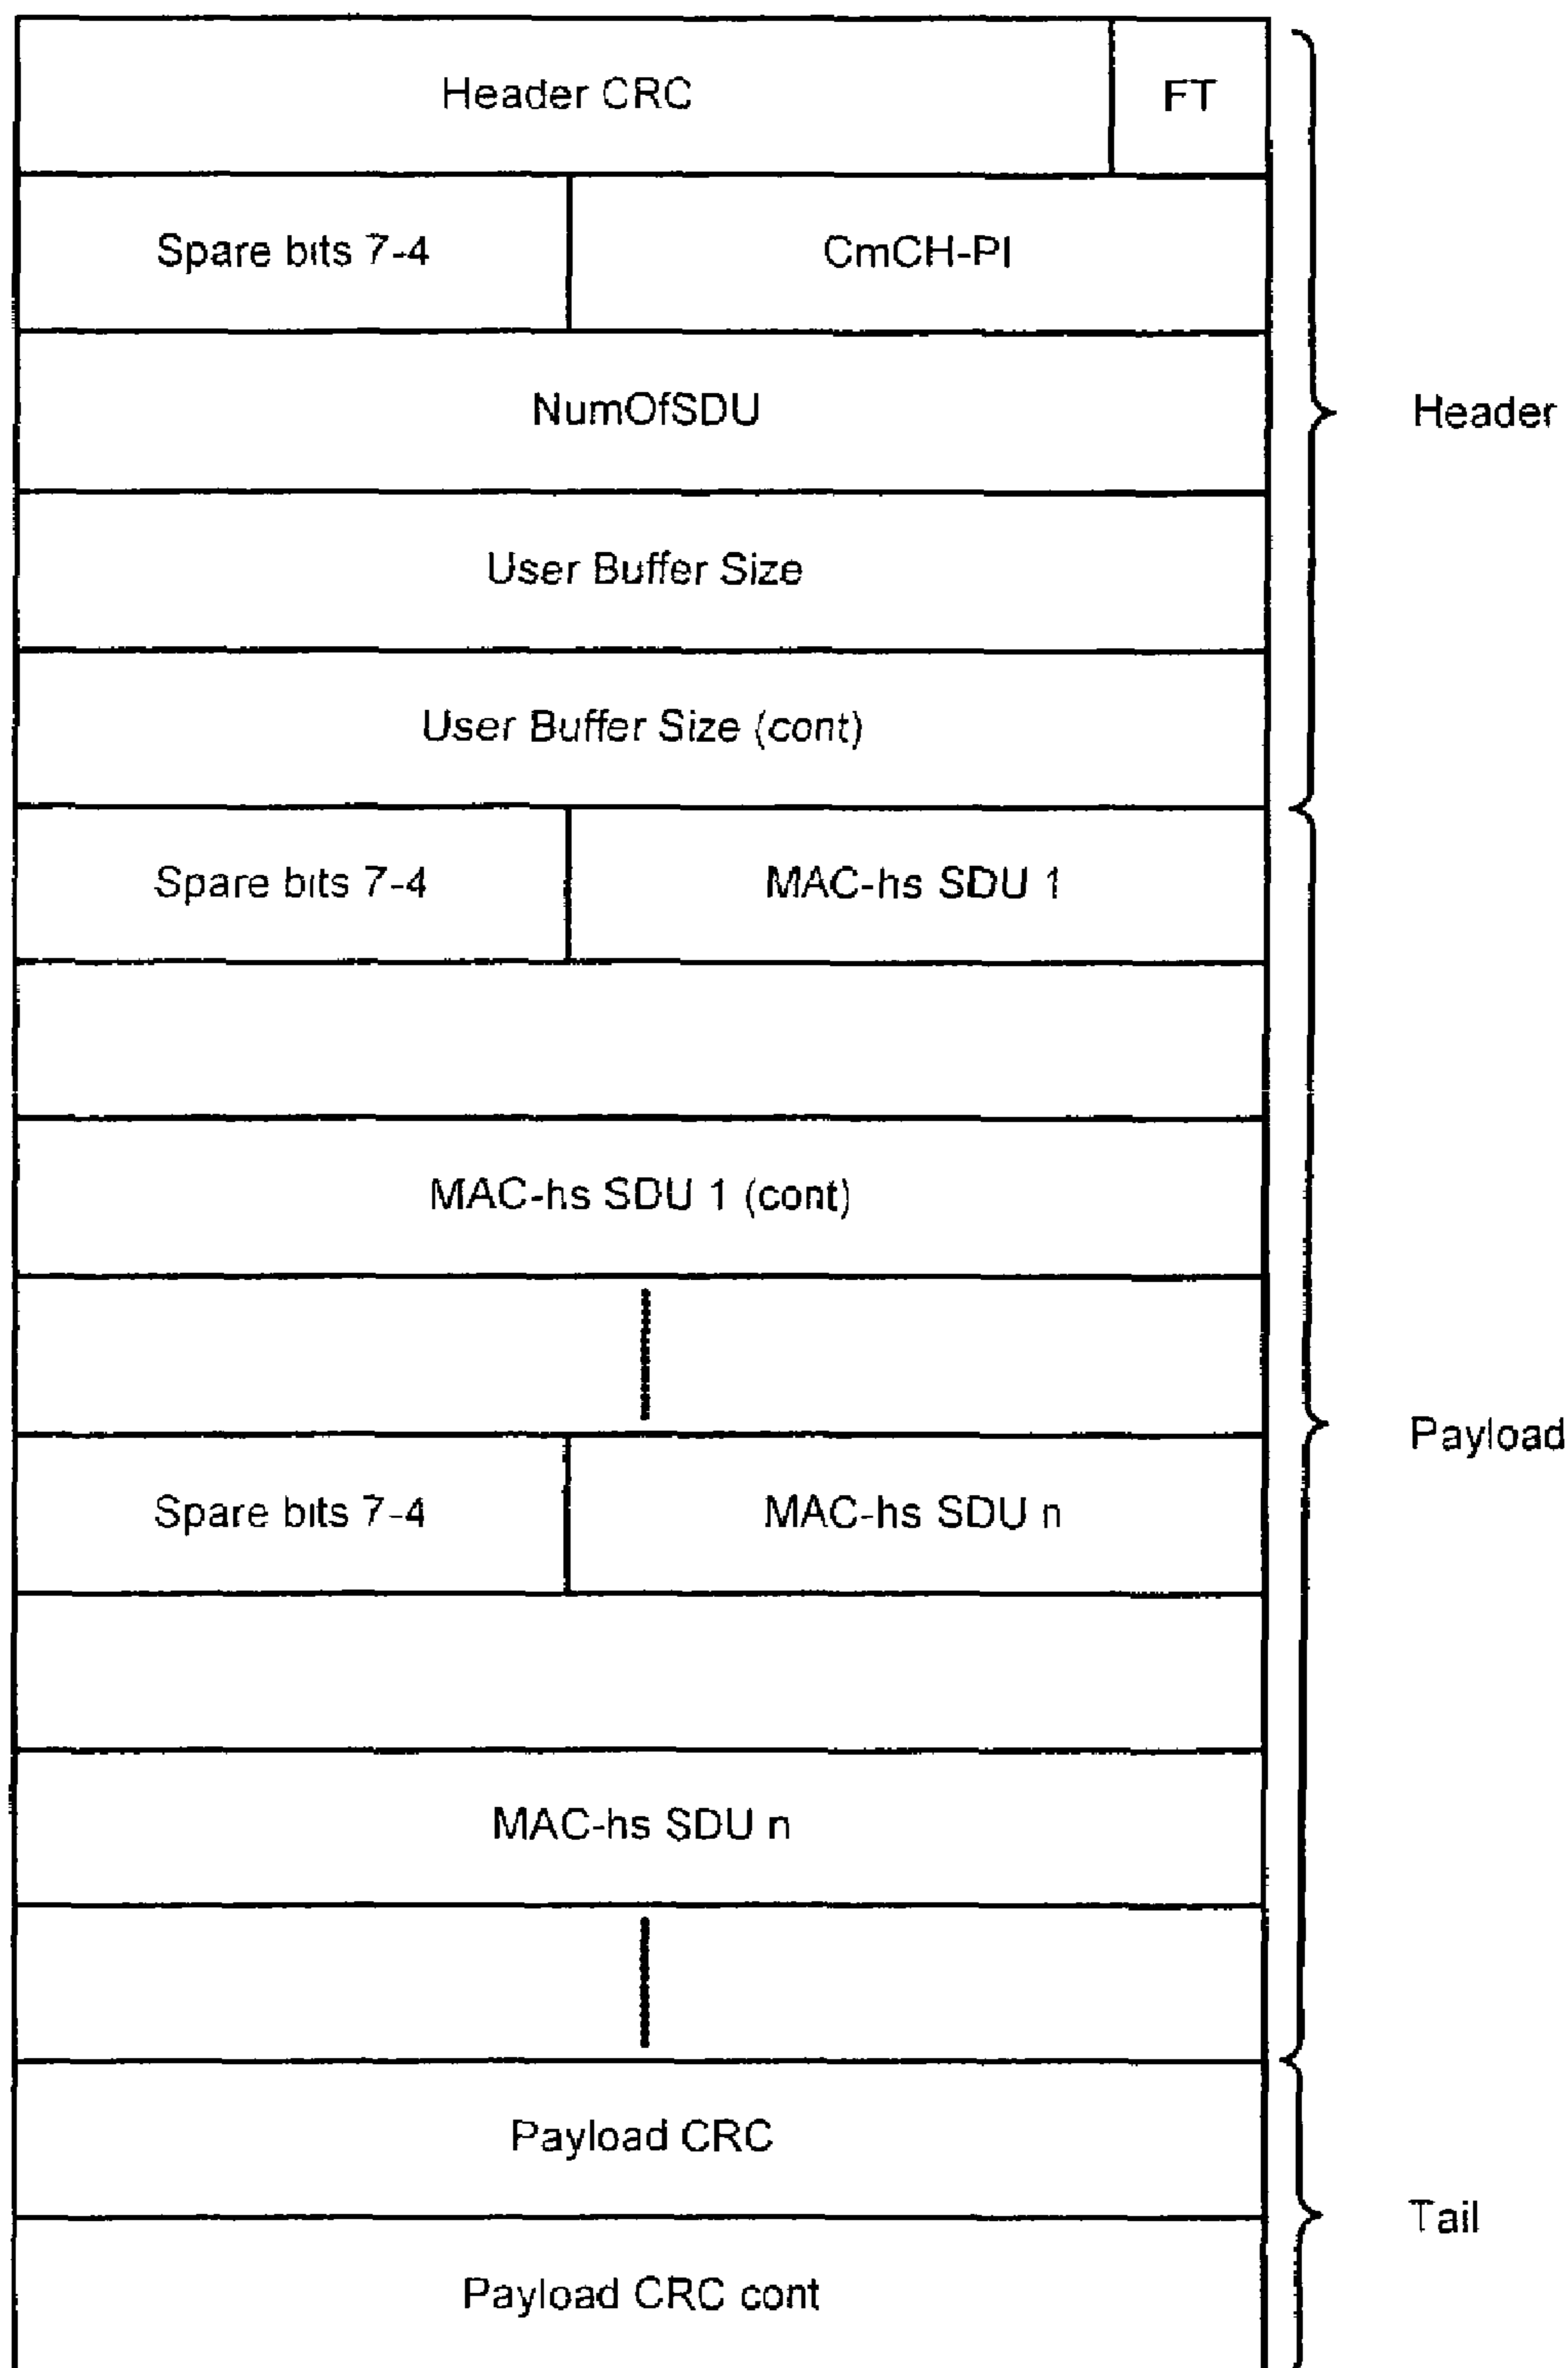 Header CRC FT
Spare bits 7-4 CmCH-PI
NumOfSDU
Header
User Buffer Size
User Buffer Size (cont)
Spare bits 7-4 MAC-hs SDU 1
MAC-hs SDU 1 (cont)
Payload
Spare bits 7-4 MAC-hs SDU n
MAC-hs SDU n
Payload CRC
Tail
Payload CRC cont